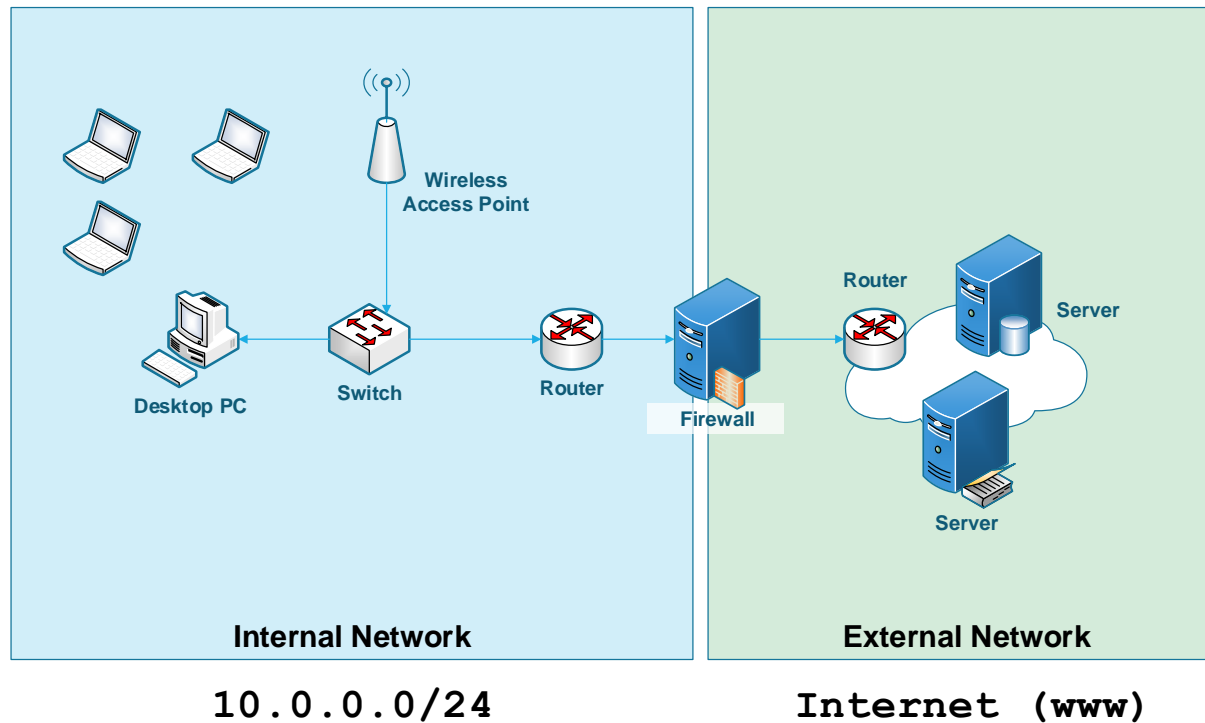 Wireless
Access Point
Router
Server
Desktop PC
Switch
Router
Firewall
Server
Internal Network
External Network
10.0.0.0/24
Internet (www)